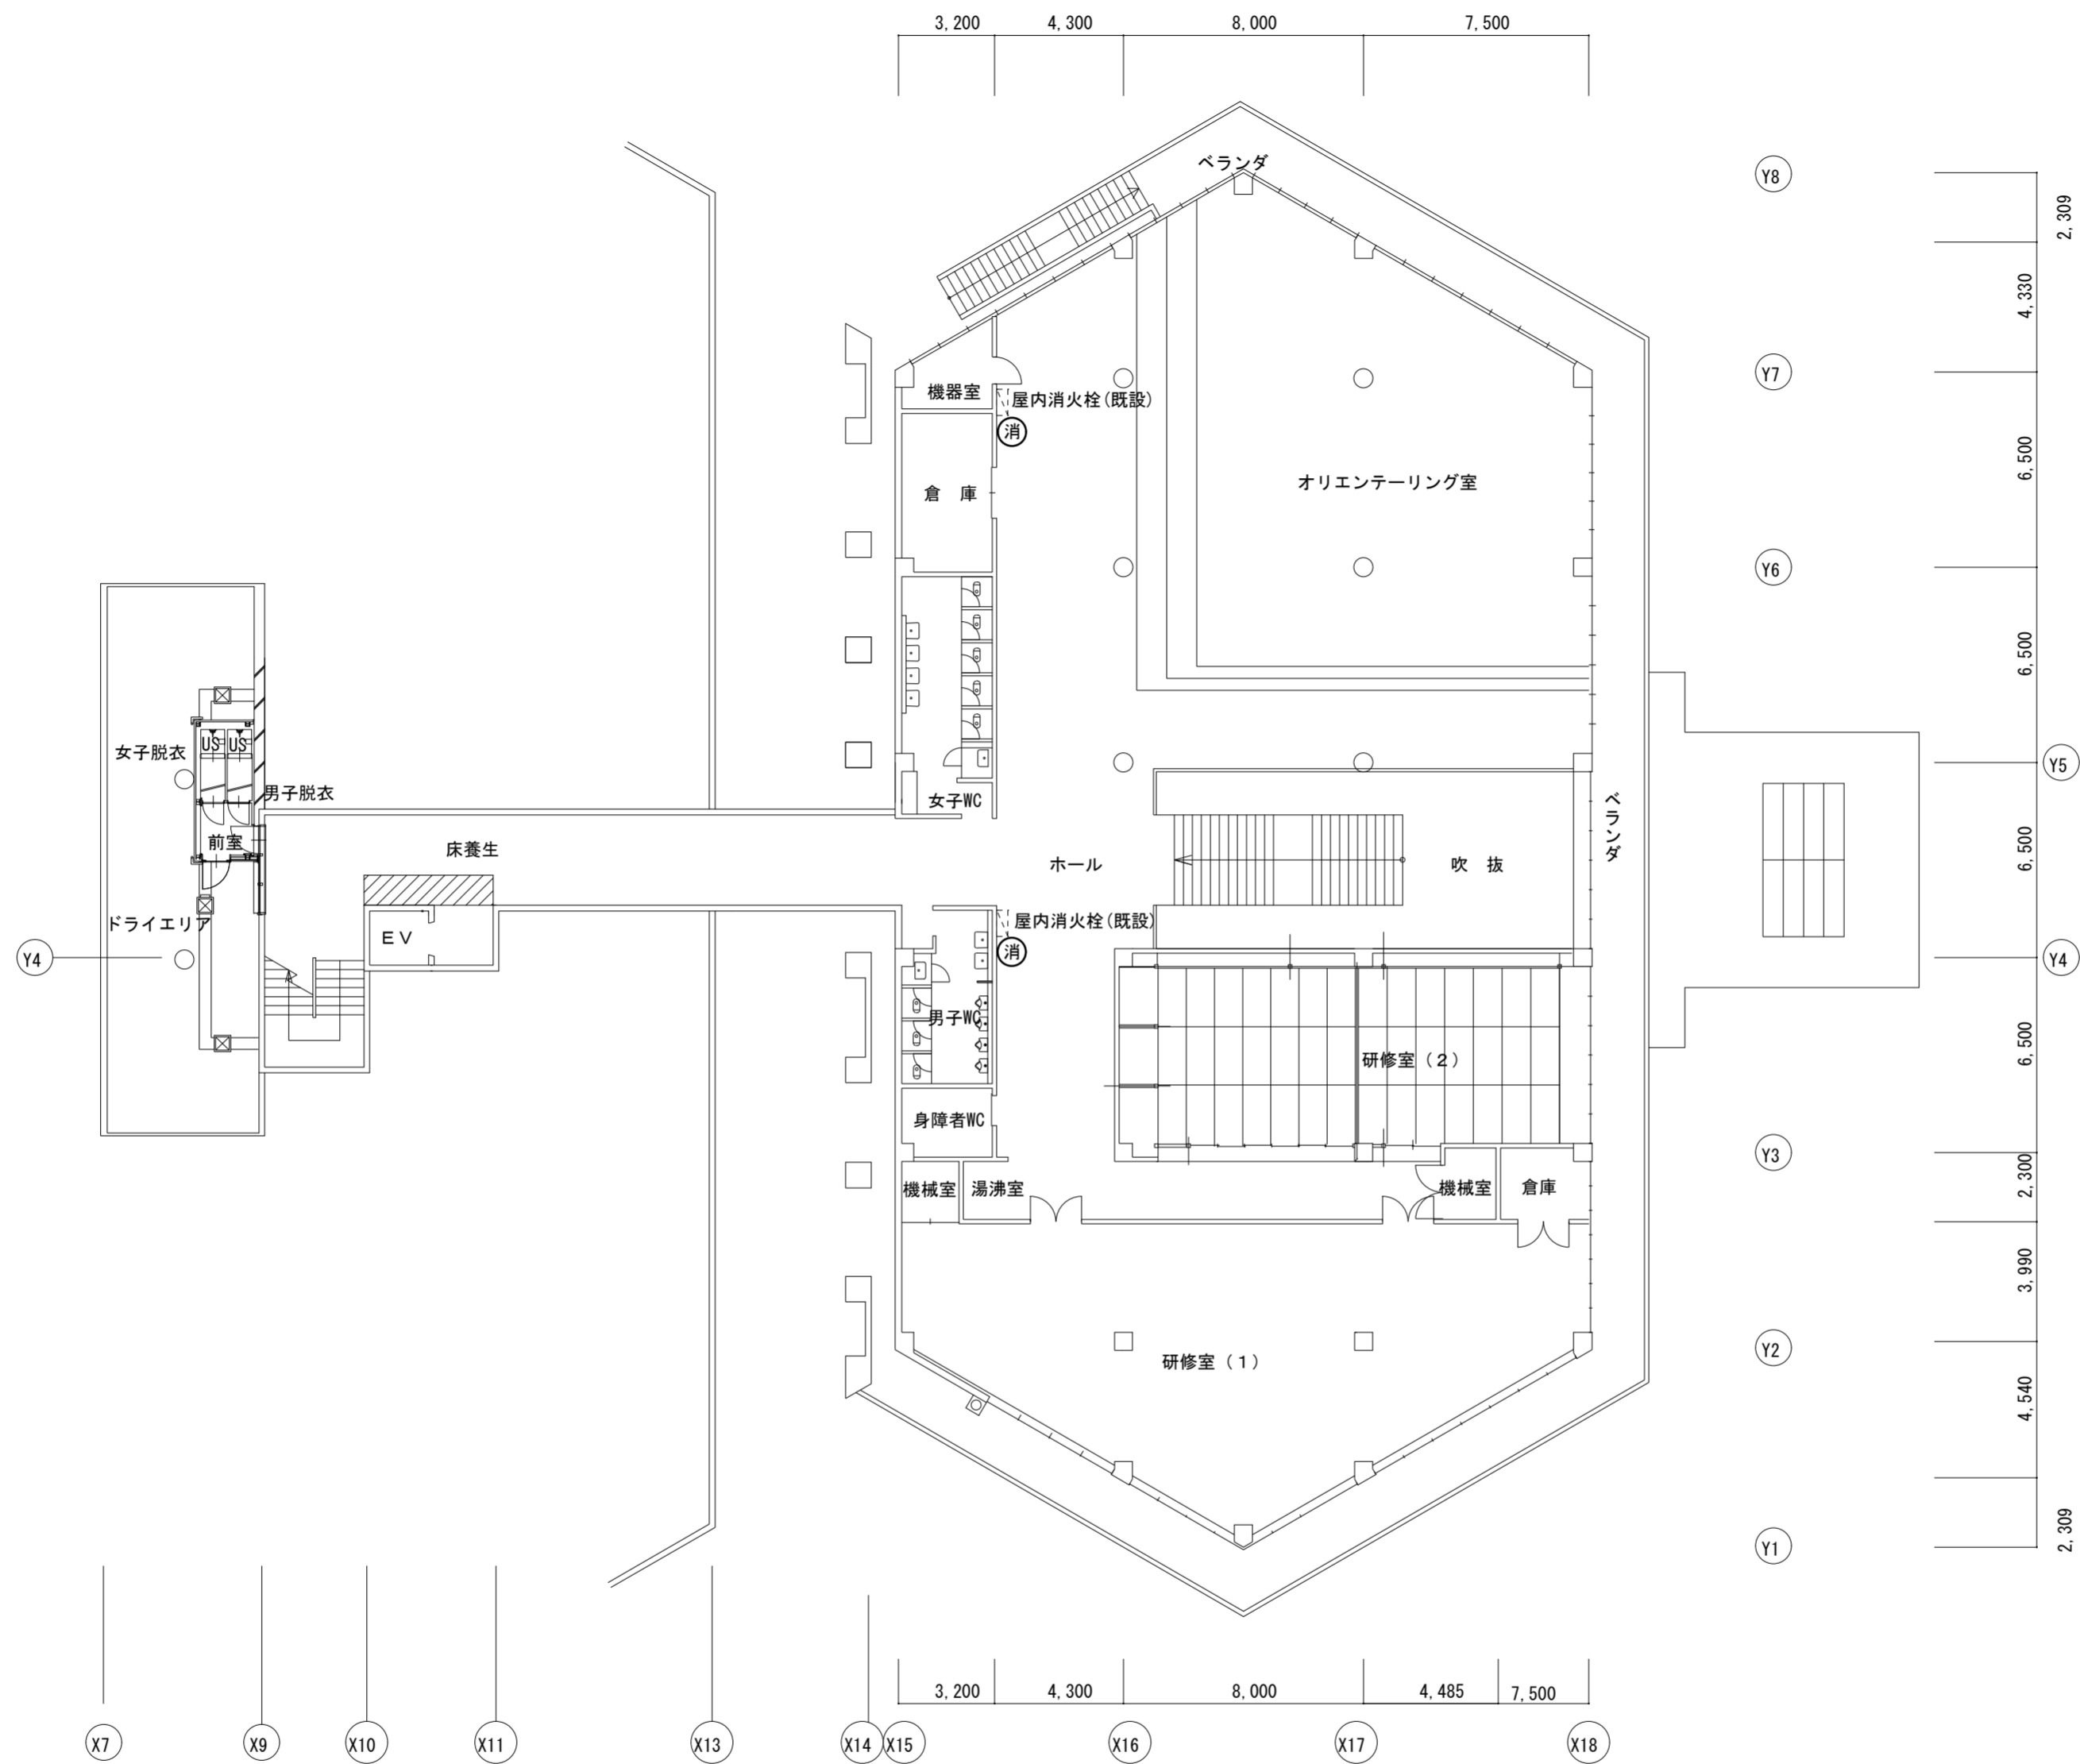 3,200 4,300 8,000 7,500
ベランダ
Y8
2,309
4,330
Y7
機器室
屋内消火栓(既設)
消
6,500
倉　庫
オリエンテーリング室
Y6
6,500
女子脱衣
US US
男子脱衣
女子WC
Y5
ベランダ
前室
床養生
ホール
吹　抜
6,500
ドライエリア
屋内消火栓(既設)
消
EV
Y4
Y4
男子WC
研修室（2）
6,500
身障者WC
Y3
機械室
湯沸室
機械室
倉庫
2,300
3,990
研修室（1）
Y2
4,540
Y1
2,309
3,200 4,300 8,000 4,485 7,500
X7 X9 X10 X11 X13 X14 X15 X16 X17 X18